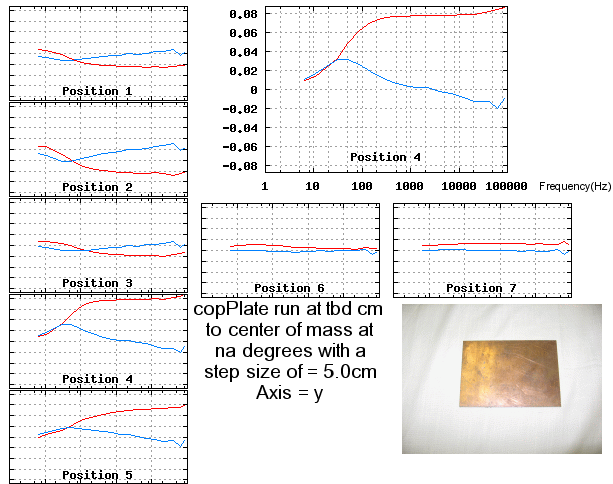 Position 1
Position 2
Position 3
Position 4
Position 5
0.08
0.06
0.04
0.02
0
-0.02
-0.04
-0.06
-0.08
Position 4
1 10 100 1000 10000 100000 Frequency(Hz)
Position 6
Position 7
copPlate run at tbd cm
to center of mass at
na degrees with a
step size of = 5.0cm
Axis = y